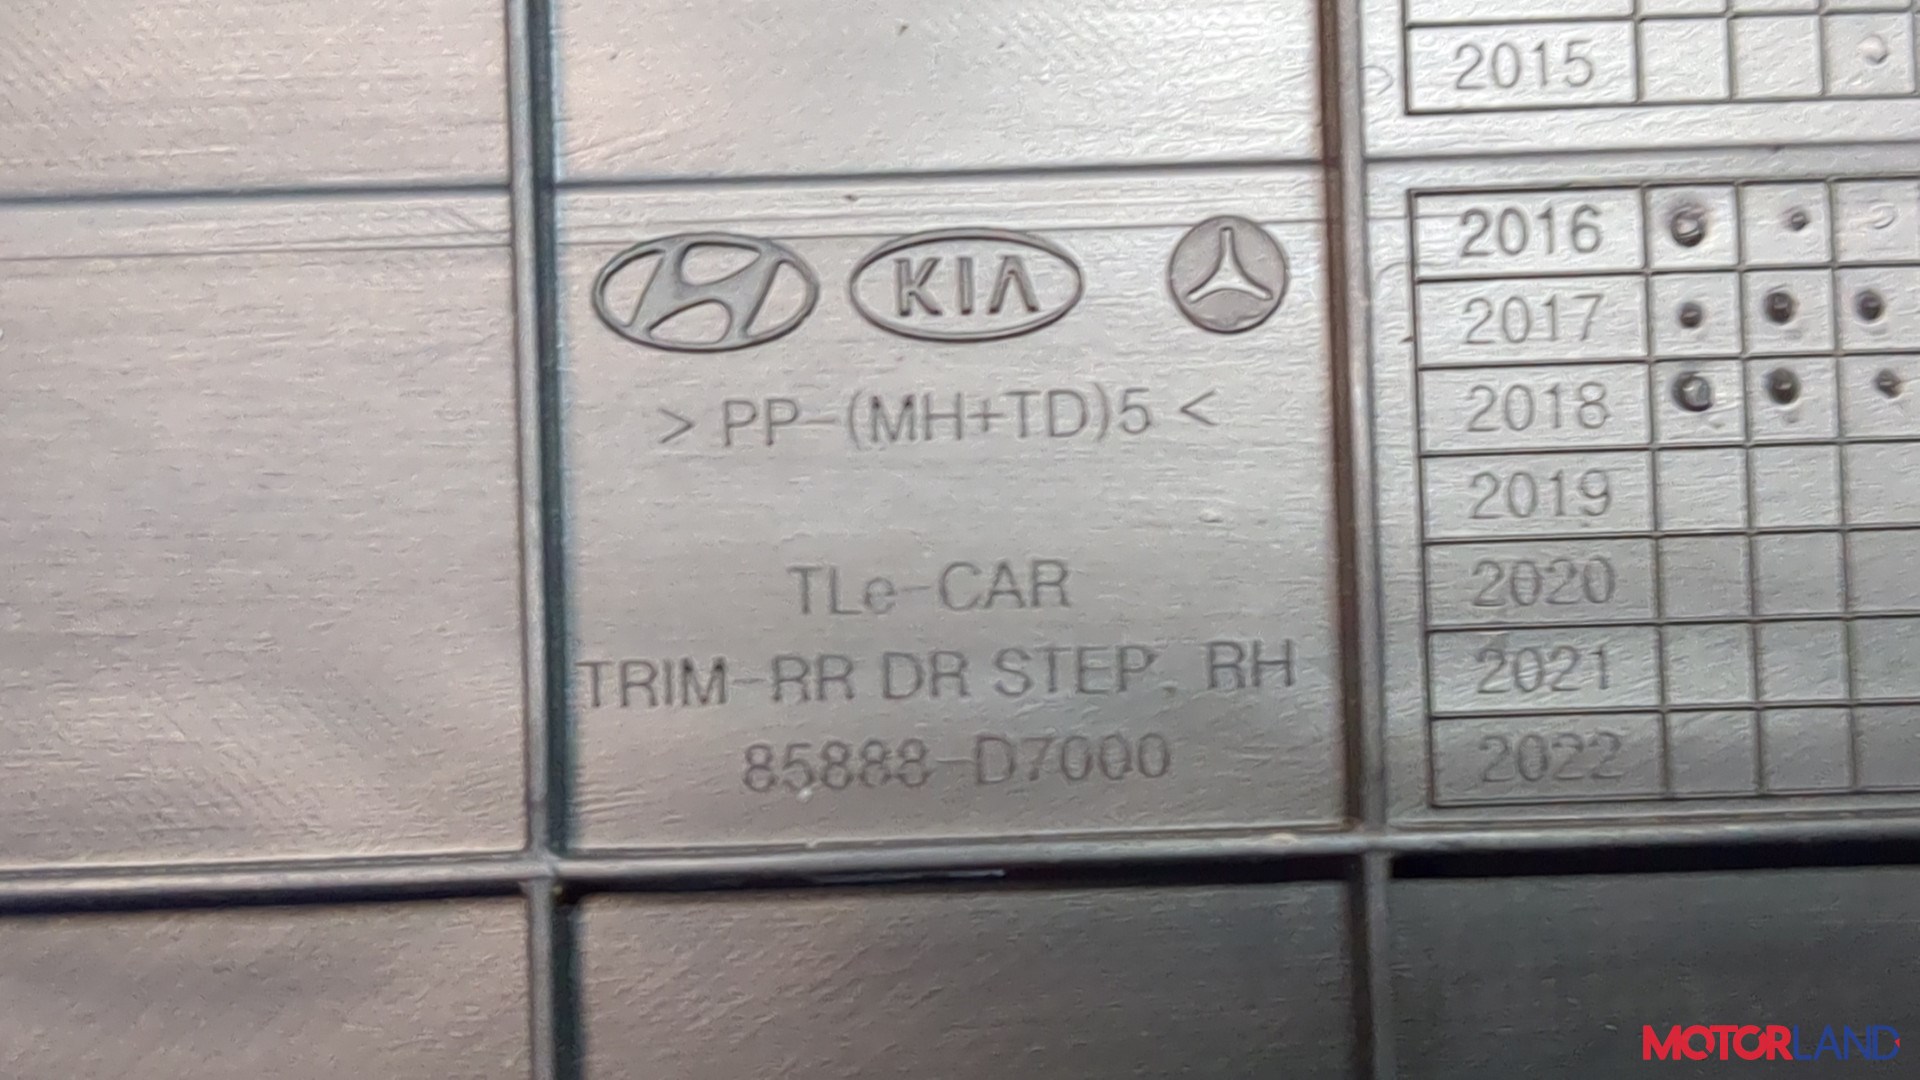 2015
KIA
2016
2017
> PP-(MH+TD)5 <
2018
2019
TLe-CAR
2020
TRIM-RR DR STEP, RH
2021
85888-D7000
2022
MOTORLAND